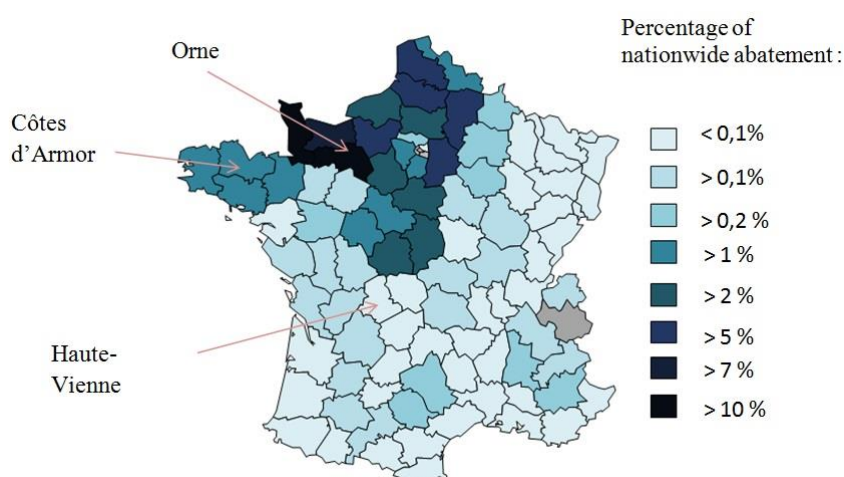 Percentage of
nationwide abatement :
Orne
Côtes
d’Armor
Haute-
Vienne
< 0,1%
> 0,1%
> 0,2 %
> 1 %
> 2 %
> 5 %
> 7 %
> 10 %